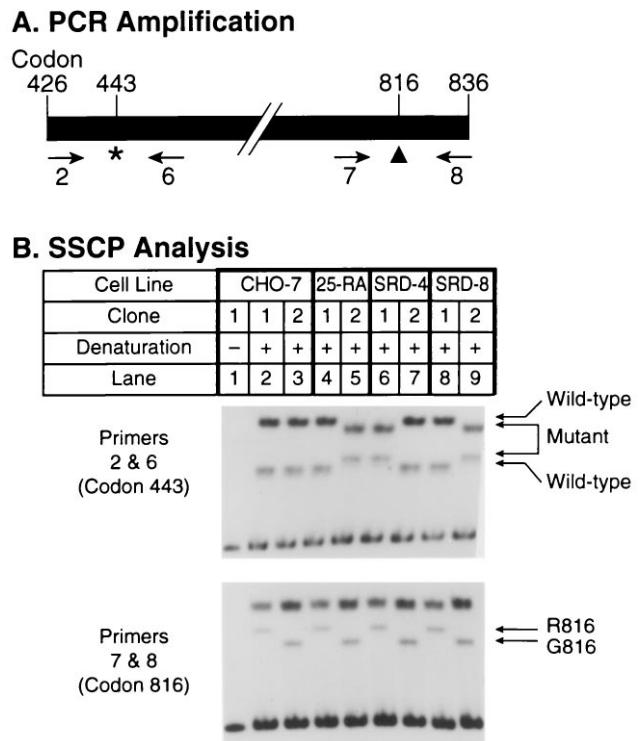 A. PCR Amplification
Codon
426 443 816 836
* ▲
2 6 7 8
B. SSCP Analysis
Cell Line CHO-7 25-RA SRD-4 SRD-8
Clone 1 1 2 1 2 1 2 1 2
Denaturation − + + + + + + + +
Lane 1 2 3 4 5 6 7 8 9
Primers
2 & 6
(Codon 443)
Wild-type
Mutant
Wild-type
Primers
7 & 8
(Codon 816)
R816
G816